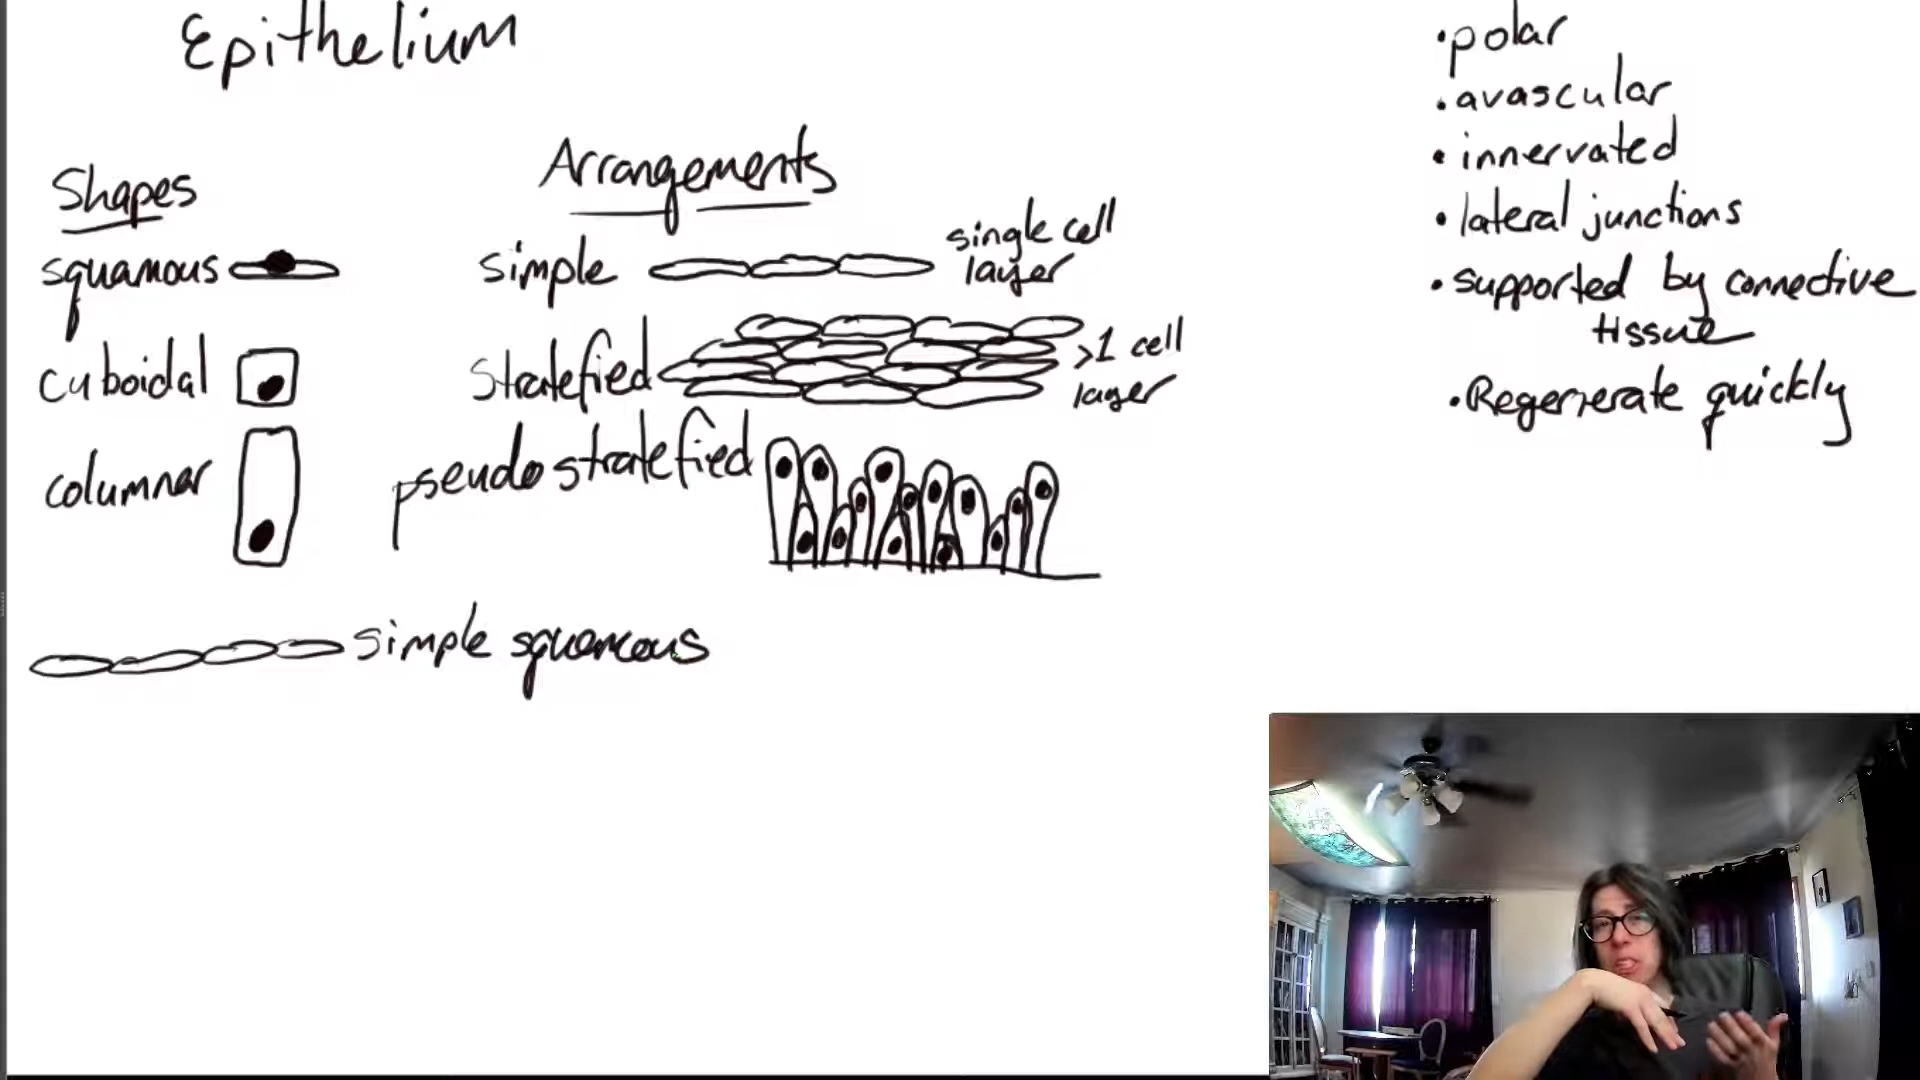 Epithelium
Shapes
squamous
cuboidal
columnar
Arrangements
simple
single cell
layer
stratefied
>1 cell
layer
pseudostratefied
simple squamous
•polar
•avascular
•innervated
•lateral junctions
•supported by connective
tissue
•Regenerate quickly